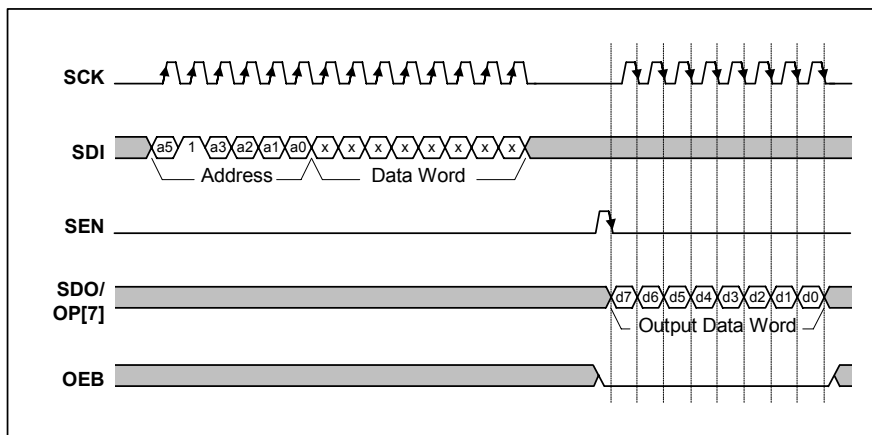 SCK
SDI
a5 1 a3 a2 a1 a0 x x x x x x x x
Address Data Word
SEN
SDO/
OP[7]
d7 d6 d5 d4 d3 d2 d1 d0
Output Data Word
OEB